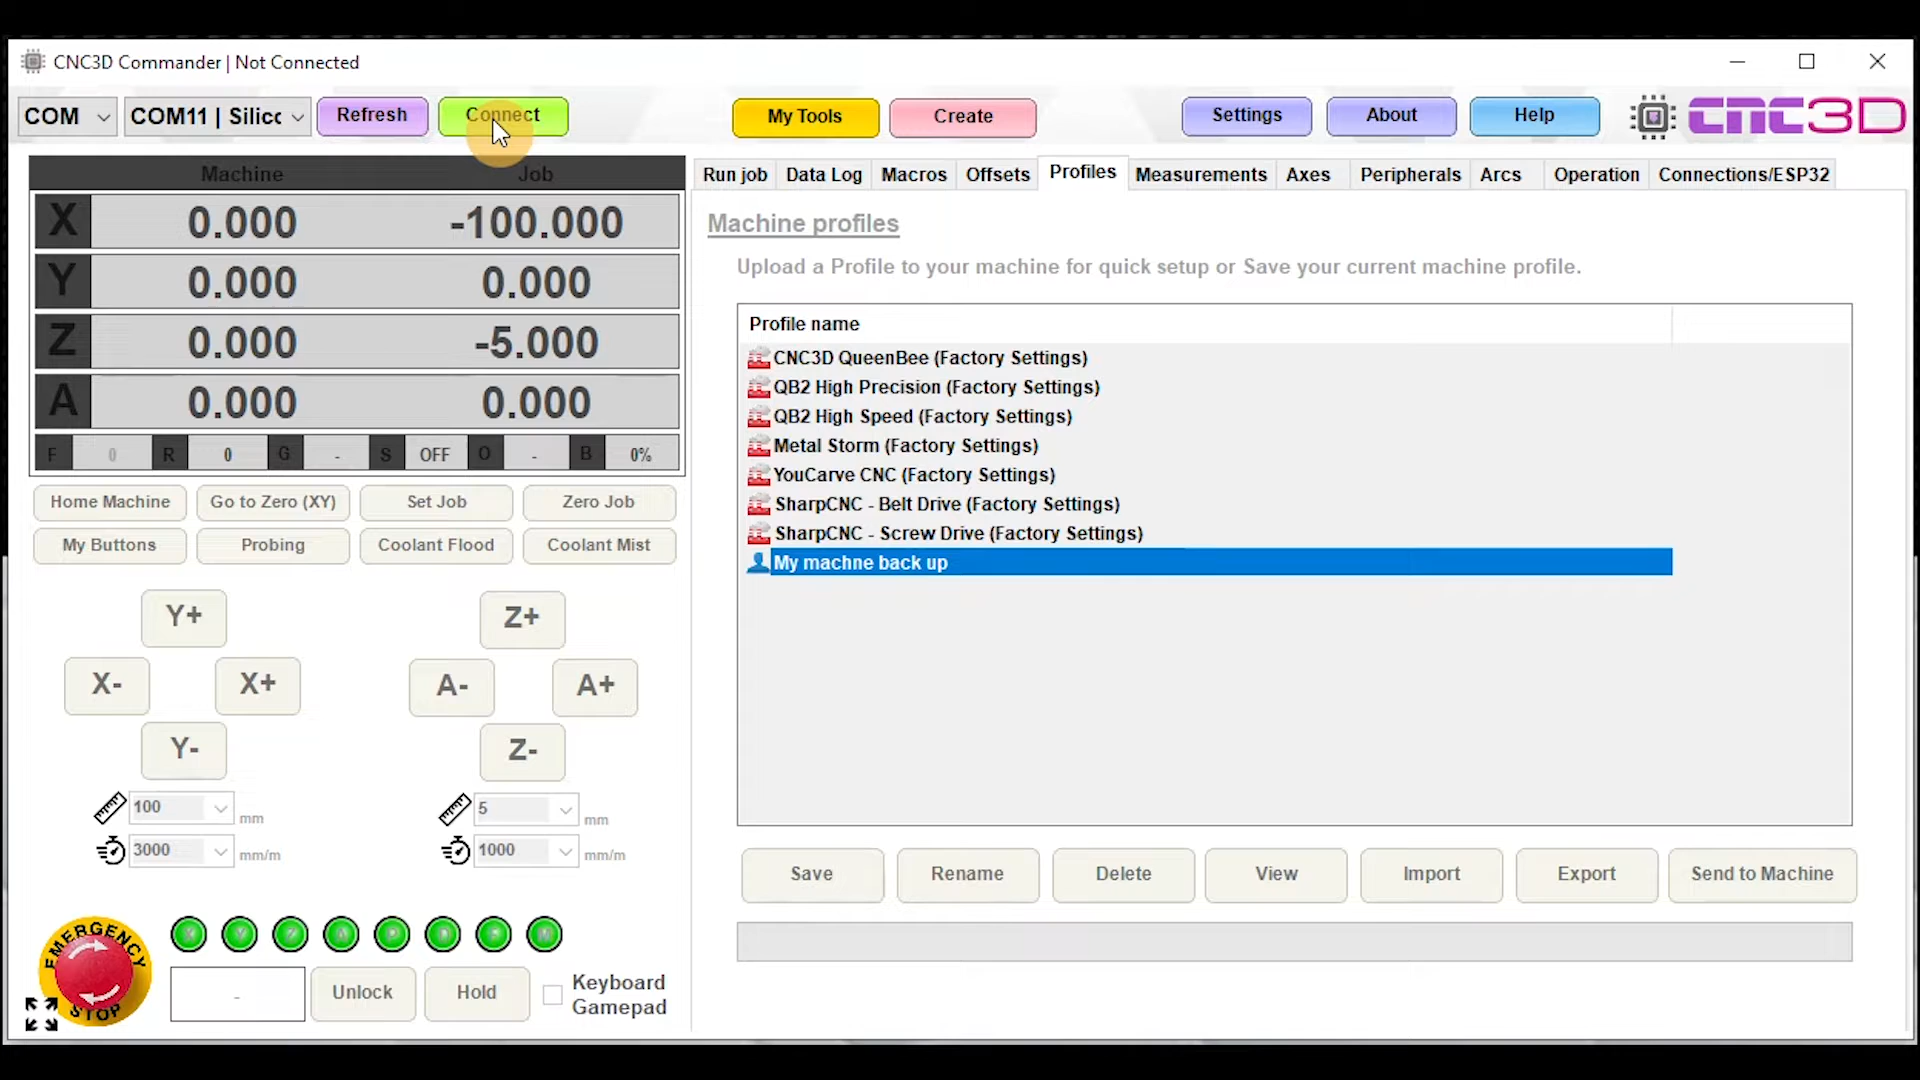 CNC3D Commander | Not Connected
COM
COM11 | Silicc
Refresh
Connect
My Tools
Create
Settings
About
Help
CNC3D
Machine Job
X 0.000 -100.000
Y 0.000 0.000
Z 0.000 -5.000
A 0.000 0.000
F 0 R 0 G - S OFF O - B 0%
Home Machine
Go to Zero (XY)
Set Job
Zero Job
My Buttons
Probing
Coolant Flood
Coolant Mist
Y+
X-
X+
Y-
Z+
A-
A+
Z-
100 mm
3000 mm/m
5 mm
1000 mm/m
EMERGENCY
STOP
X Y Z A P D S M
-
Unlock
Hold
Keyboard
Gamepad
Run job
Data Log
Macros
Offsets
Profiles
Measurements
Axes
Peripherals
Arcs
Operation
Connections/ESP32
Machine profiles
Upload a Profile to your machine for quick setup or Save your current machine profile.
Profile name
CNC3D QueenBee (Factory Settings)
QB2 High Precision (Factory Settings)
QB2 High Speed (Factory Settings)
Metal Storm (Factory Settings)
YouCarve CNC (Factory Settings)
SharpCNC - Belt Drive (Factory Settings)
SharpCNC - Screw Drive (Factory Settings)
My machne back up
Save
Rename
Delete
View
Import
Export
Send to Machine